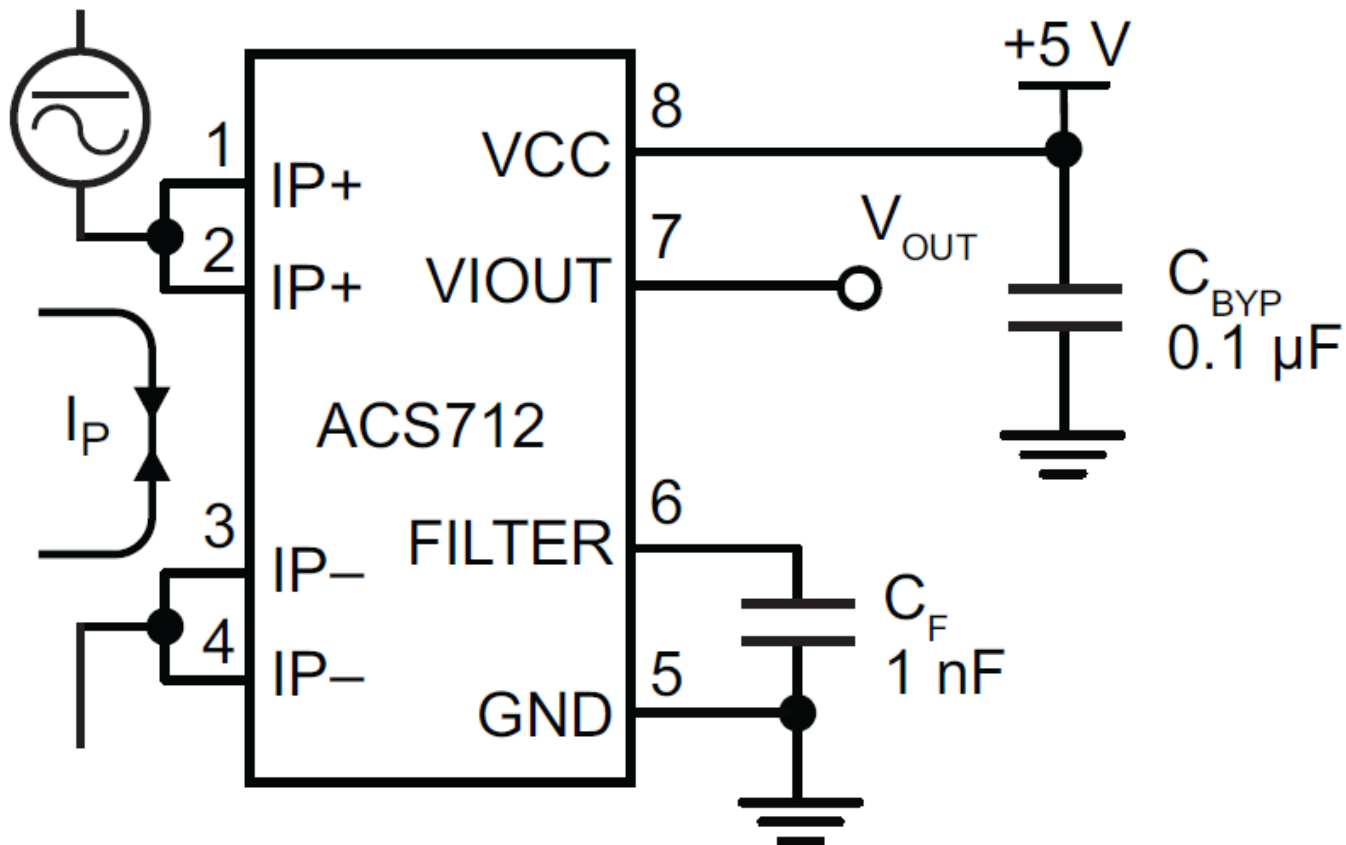 +5 V
1
IP+
2
IP+
VCC
8
VIOUT
7
V_OUT
C_BYP
0.1 µF
I_P
ACS712
3
IP–
4
IP–
FILTER
6
C_F
1 nF
GND
5